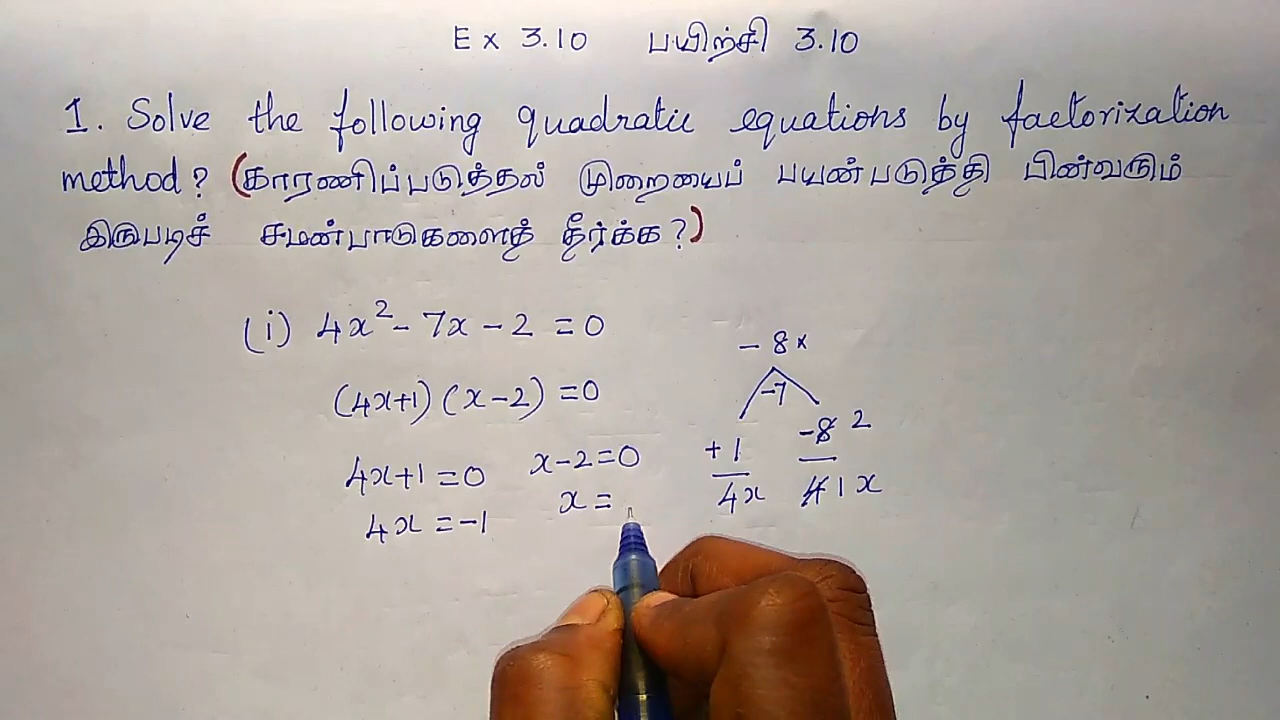 Ex 3.10 பயிற்சி 3.10
1. Solve the following quadratic equations by factorization
method? (காரணிப்படுத்தல் முறையைப் பயன்படுத்தி பின்வரும்
இருபடிச் சமன்பாடுகளைத் தீர்க்க?)
(i) 4x² - 7x - 2 = 0
- 8 x
(4x+1) (x-2) = 0
-7
4x+1 = 0 x-2=0
+1 -8 2
4x = -1 x =
4x 4 1 x